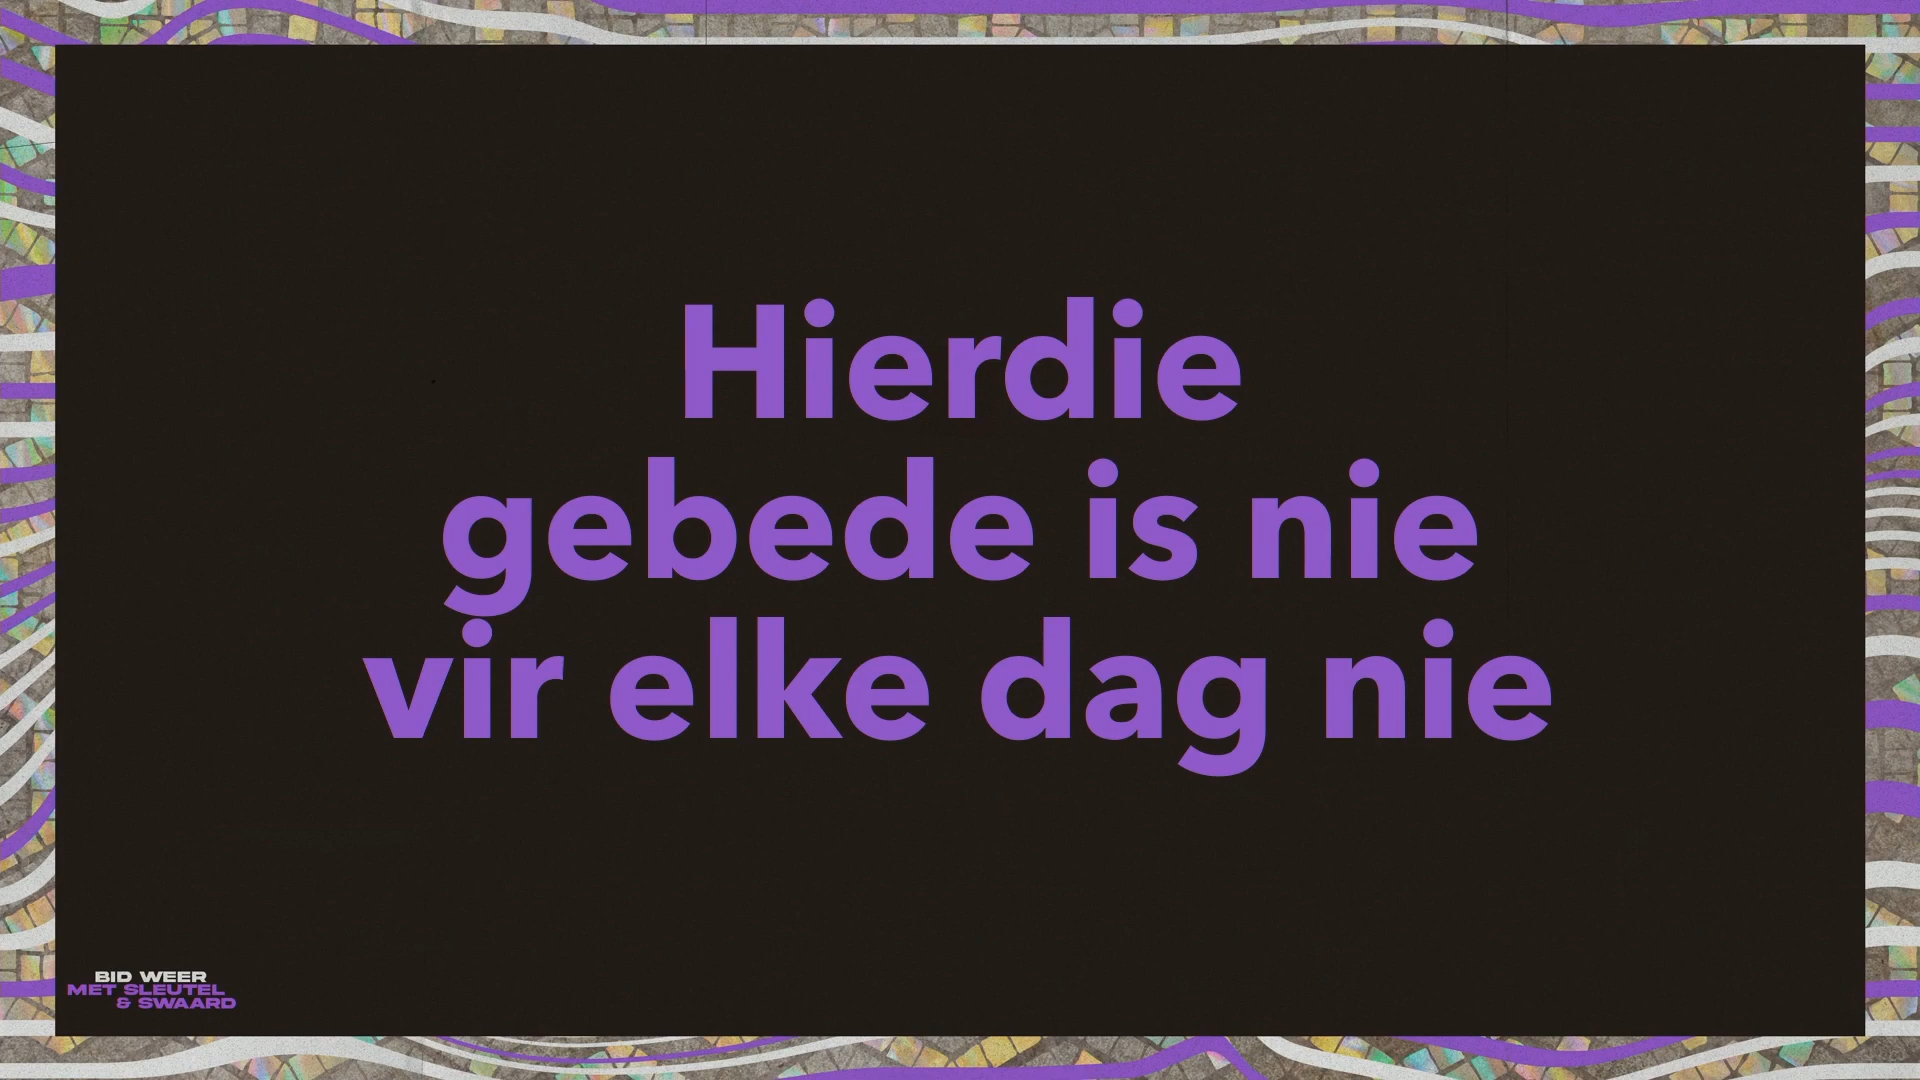 Hierdie
gebede is nie
vir elke dag nie
BID WEER
MET SLEUTEL
& SWAARD